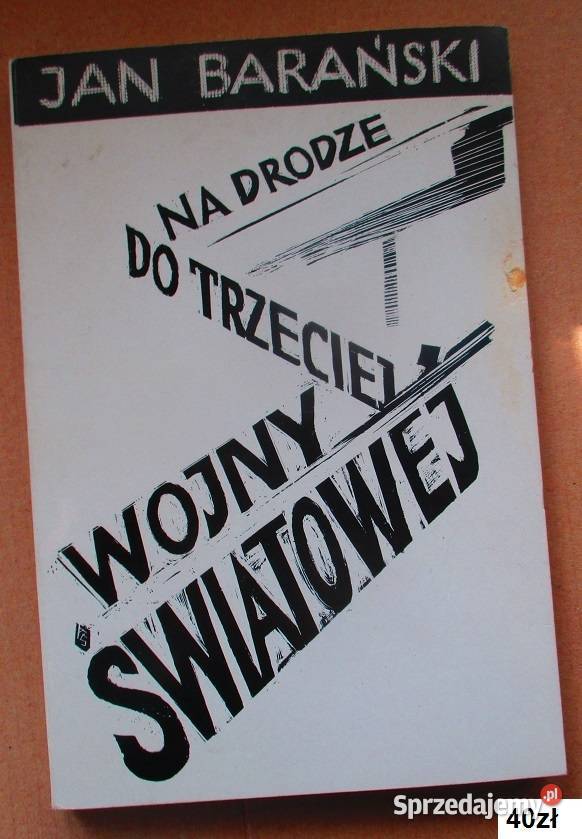 JAN BARAŃSKI
NA DRODZE
DO TRZECIEJ
WOJNY
ŚWIATOWEJ
Sprzedajemy.pl
40zł